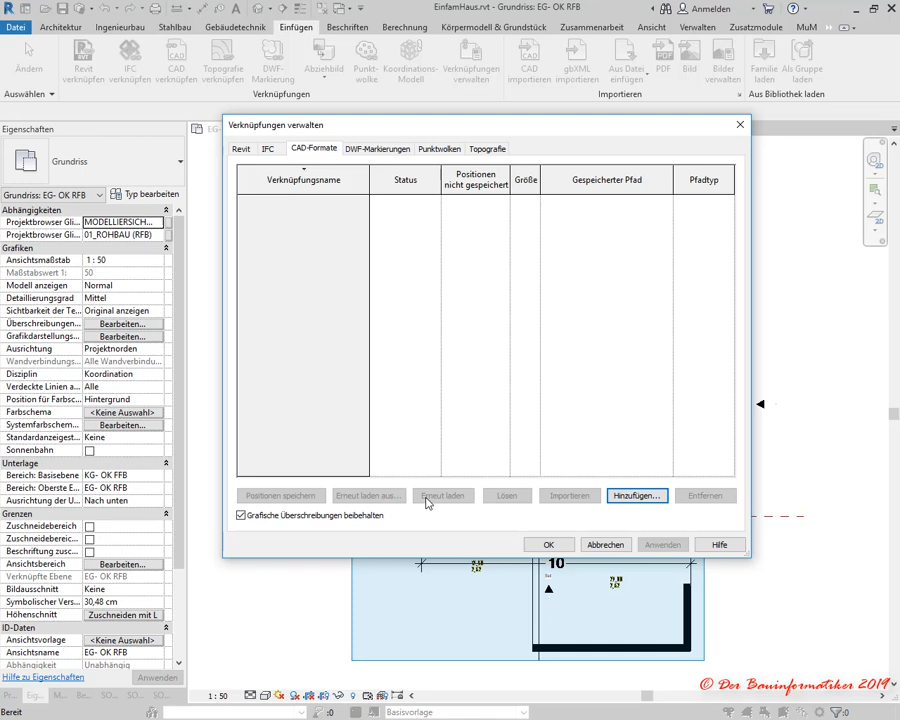 EinfamHaus.rvt - Grundriss: EG- OK RFB
Anmelden
Datei
Architektur
Ingenieurbau
Stahlbau
Gebäudetechnik
Einfügen
Beschriften
Berechnung
Körpermodell & Grundstück
Zusammenarbeit
Ansicht
Verwalten
Zusatzmodule
MuM
Ändern
Revit
verknüpfen
IFC
verknüpfen
CAD
verknüpfen
Topografie
verknüpfen
DWF-
Markierung
Abziehbild
Punkt-
wolke
Koordinations-
Modell
Verknüpfungen
verwalten
CAD
importieren
gbXML
importieren
Aus Datei
einfügen
PDF
Bild
Bilder
verwalten
Familie
laden
Als Gruppe
laden
Auswählen
Verknüpfungen
Importieren
Aus Bibliothek laden
Eigenschaften
Grundriss
Grundriss: EG- OK RFB
Typ bearbeiten
Abhängigkeiten
Projektbrowser Gli... MODELLIERSICH...
Projektbrowser Gli... 01_ROHBAU (RFB)
Grafiken
Ansichtsmaßstab 1 : 50
Maßstabswert 1: 50
Modell anzeigen Normal
Detaillierungsgrad Mittel
Sichtbarkeit der Te... Original anzeigen
Überschreibungen... Bearbeiten...
Grafikdarstellungs... Bearbeiten...
Ausrichtung Projektnorden
Wandverbindung... Alle Wandverbindu...
Disziplin Koordination
Verdeckte Linien a... Alle
Position für Farbsc... Hintergrund
Farbschema <Keine Auswahl>
Systemfarbschem... Bearbeiten...
Standardanzeigest... Keine
Sonnenbahn
Unterlage
Bereich: Basisebene KG- OK FFB
Bereich: Oberste E... EG- OK RFB
Ausrichtung der U... Nach unten
Grenzen
Zuschneidebereich
Zuschneidebereich...
Beschriftung zusc...
Ansichtsbereich Bearbeiten...
Verknüpfte Ebene EG- OK RFB
Bildausschnitt Keine
Symbolischer Vers... 30,48 cm
Höhenschnitt Zuschneiden mit L
ID-Daten
Ansichtsvorlage <Keine Auswahl>
Ansichtsname EG- OK RFB
Abhängigkeit Unabhängig
Hilfe zu Eigenschaften
Anwenden
Verknüpfungen verwalten
Revit
IFC
CAD-Formate
DWF-Markierungen
Punktwolken
Topografie
Verknüpfungsname
Status
Positionen
nicht gespeichert
Größe
Gespeicherter Pfad
Pfadtyp
Positionen speichern
Erneut laden aus...
Erneut laden
Lösen
Importieren
Hinzufügen...
Entfernen
Grafische Überschreibungen beibehalten
OK
Abbrechen
Anwenden
Hilfe
10
1 : 50
© Der Bauinformatiker 2019
Bereit
:0
Basisvorlage
:0